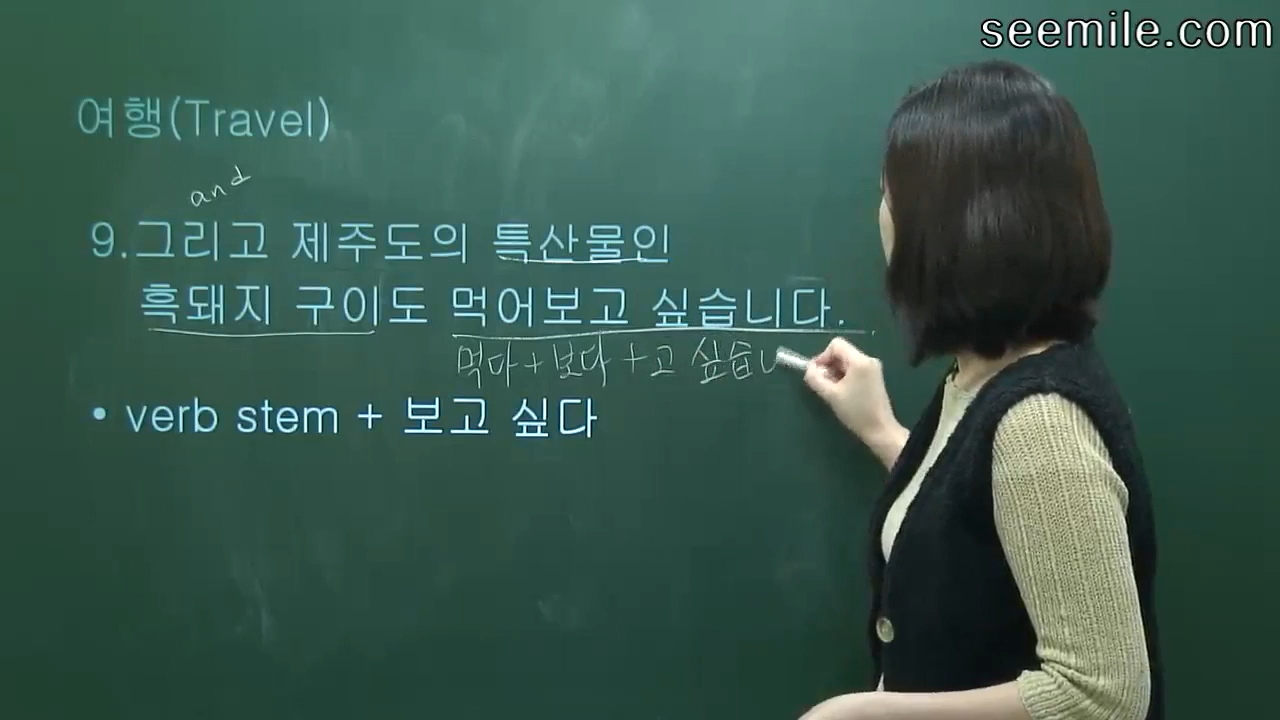 seemile.com
여행(Travel)
and
9.그리고 제주도의 특산물인
흑돼지 구이도 먹어보고 싶습니다.
먹다+보다+고 싶습니
• verb stem + 보고 싶다